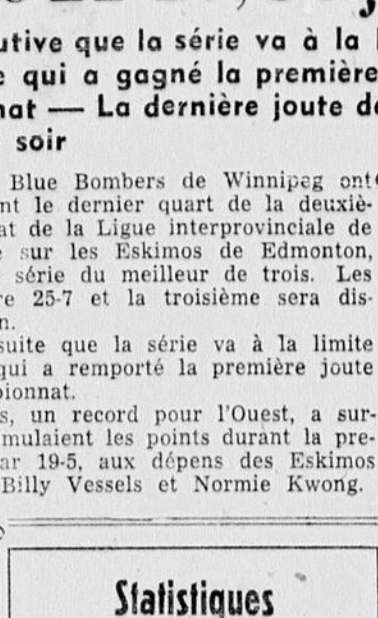 utive que la série va à la
e qui a gagné la première
nat — La dernière joute de
soir
Blue Bombers de Winnipeg ont
nt le dernier quart de la deuxiè-
at de la Ligue interprovinciale de
sur les Eskimos de Edmonton,
série du meilleur de trois. Les
re 25-7 et la troisième sera dis-
n.
suite que la série va à la limite
qui a remporté la première joute
pionnat.
s, un record pour l'Ouest, a sur-
mulaient les points durant la pre-
ar 19-5, aux dépens des Eskimos
Billy Vessels et Normie Kwong.
Statistiques